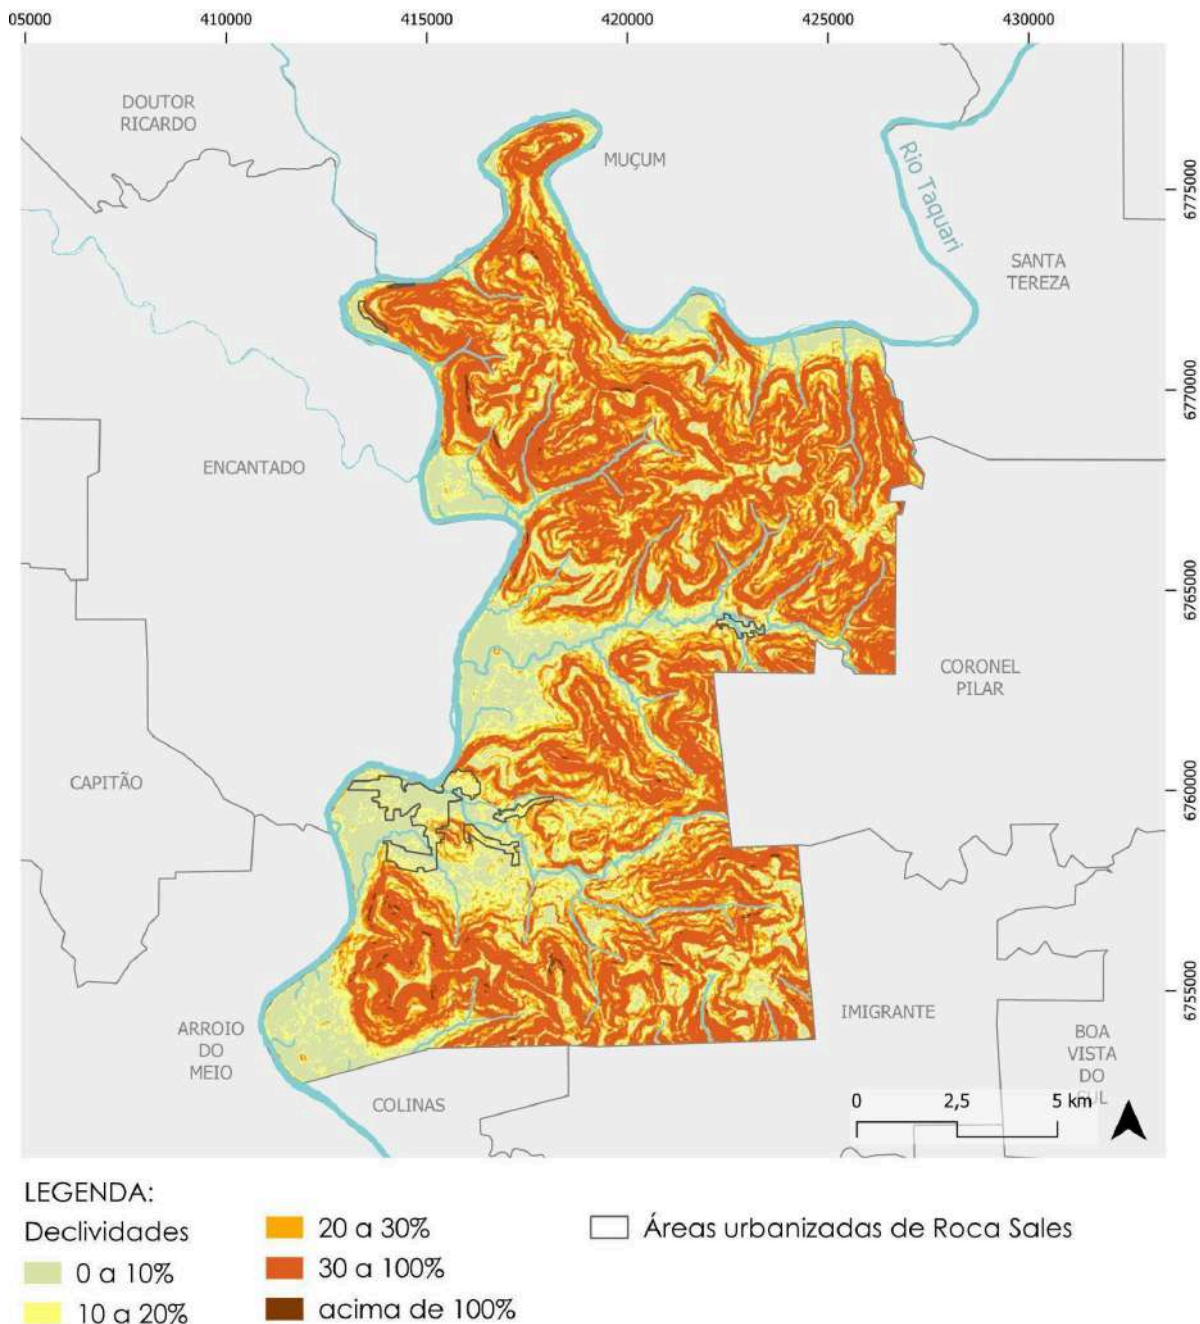 05000 410000 415000 420000 425000 430000
DOUTOR
RICARDO
MUÇUM
Rio Taquari
6775000
SANTA
TEREZA
6770000
ENCANTADO
6765000
CORONEL
PILAR
CAPITÃO
6760000
6755000
IMIGRANTE
ARROIO
DO
MEIO
BOA
VISTA
DO
SUL
COLINAS
0 2,5 5 km
LEGENDA:
Declividades
0 a 10%
10 a 20%
20 a 30%
30 a 100%
acima de 100%
Áreas urbanizadas de Roca Sales